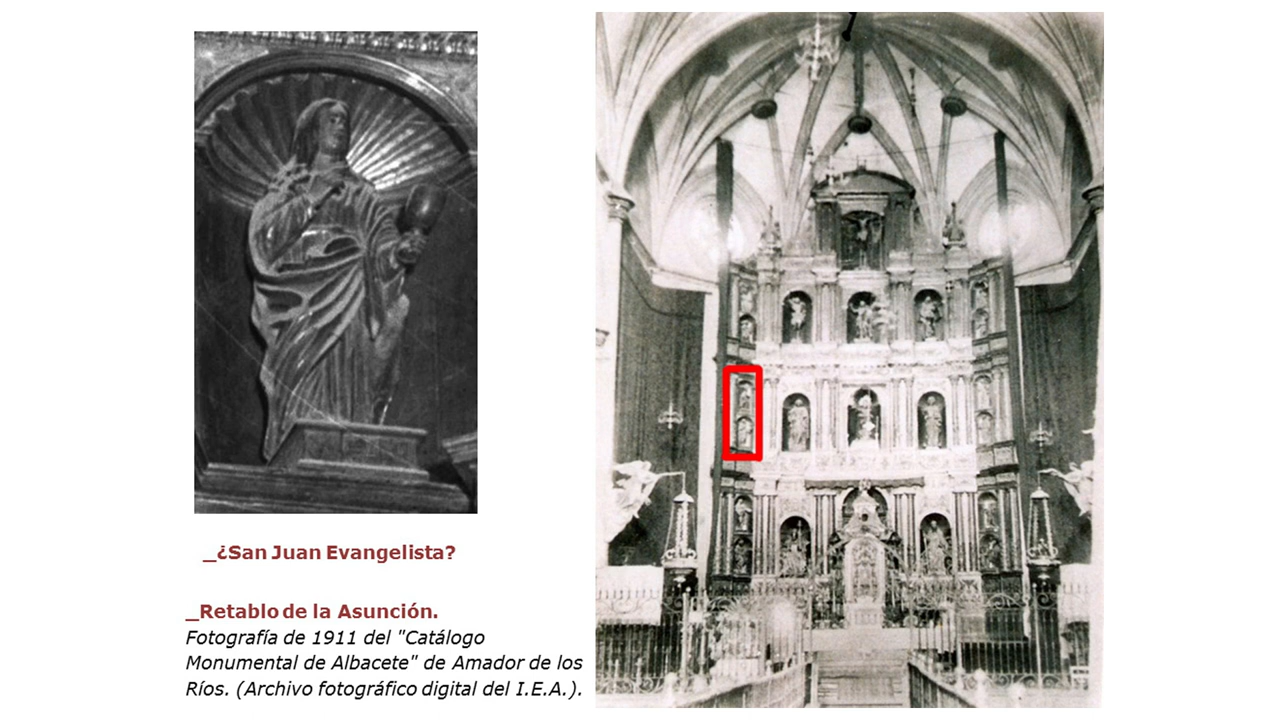 _¿San Juan Evangelista?
_Retablo de la Asunción.
Fotografía de 1911 del "Catálogo
Monumental de Albacete" de Amador de los
Ríos. (Archivo fotográfico digital del I.E.A.).